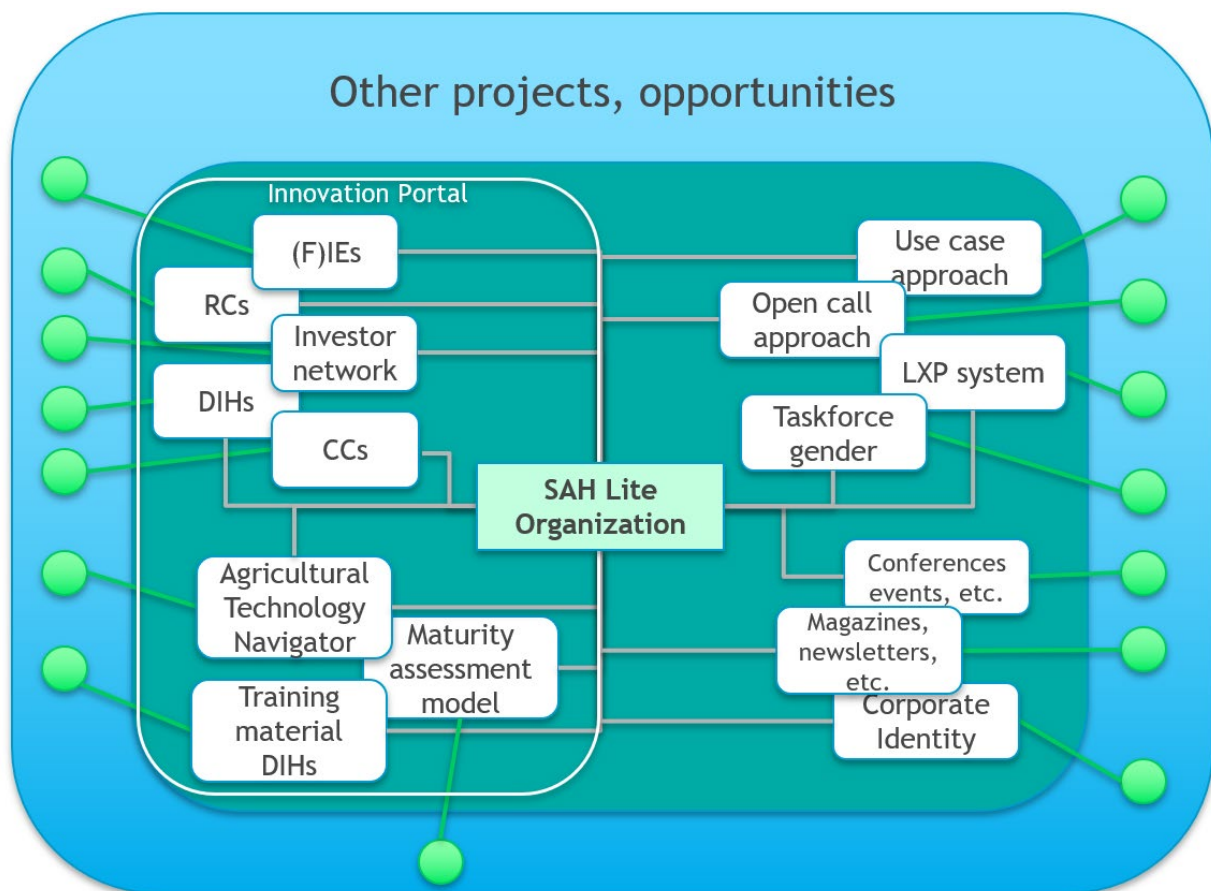 Other projects, opportunities
Innovation Portal
(F)IEs
RCs
Investor
network
DIHs
CCs
Agricultural
Technology
Navigator
Maturity
assessment
model
Training
material
DIHs
SAH Lite
Organization
Use case
approach
Open call
approach
LXP system
Taskforce
gender
Conferences
events, etc.
Magazines,
newsletters,
etc.
Corporate
Identity